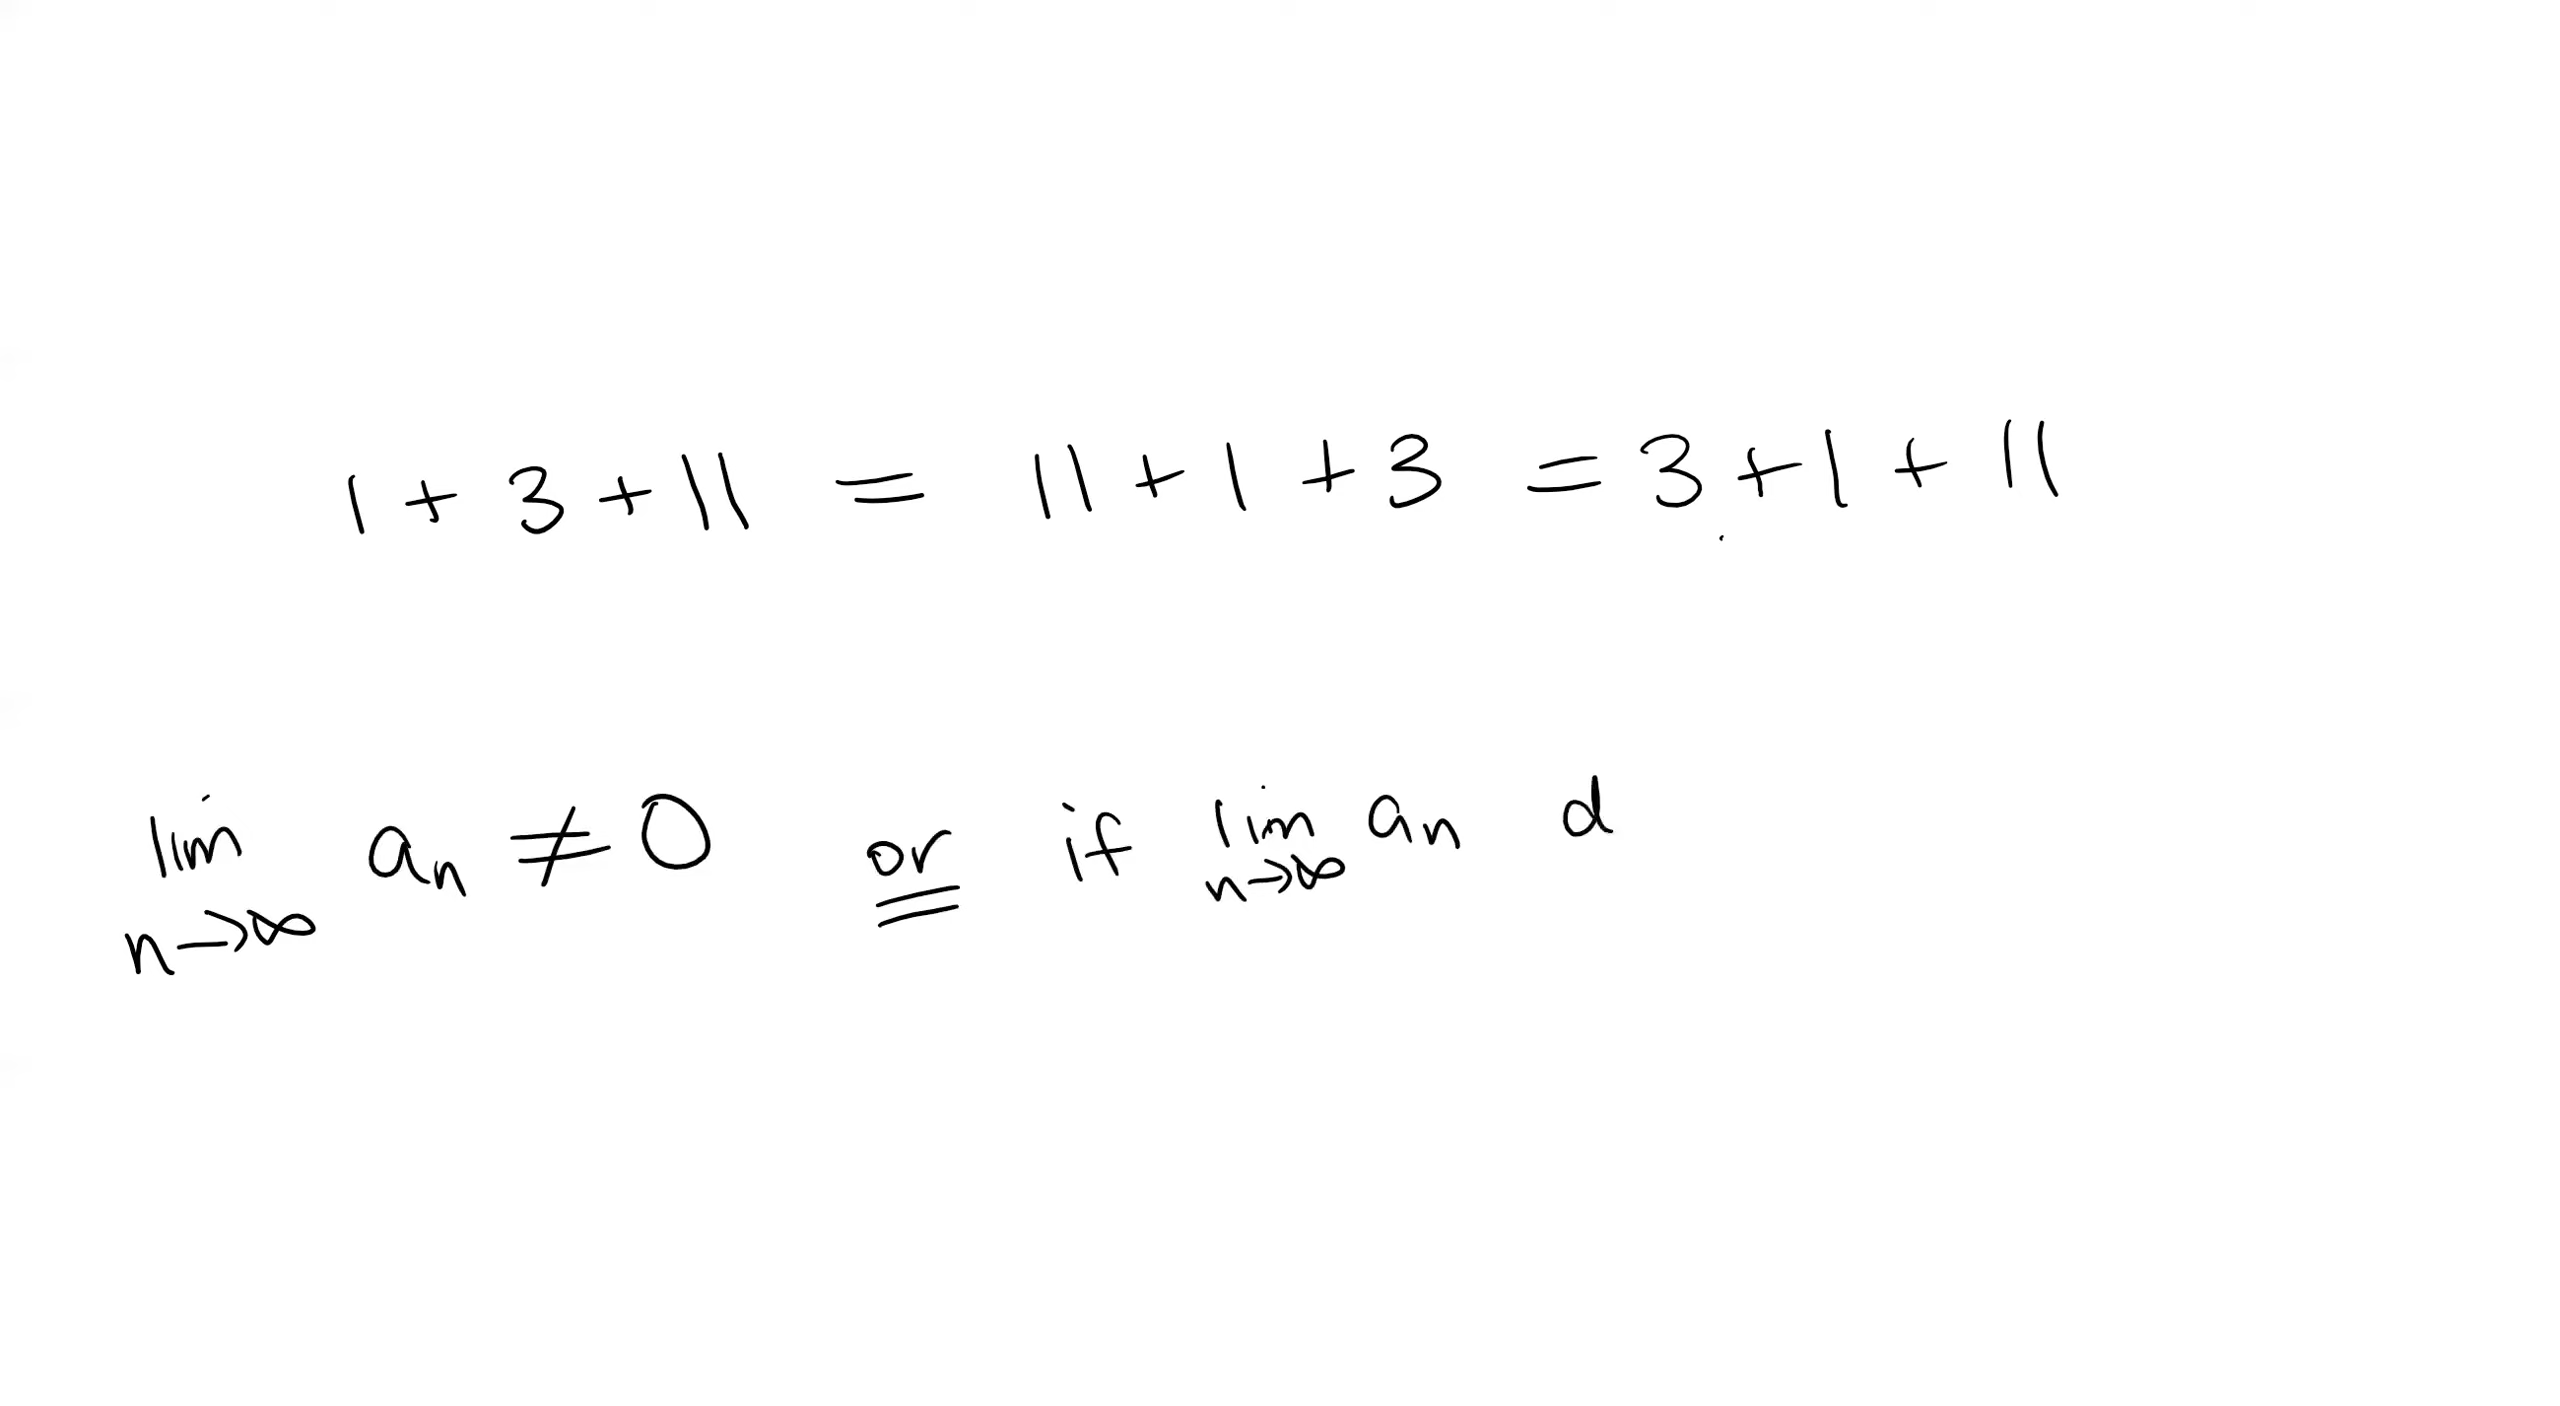 1 + 3 + 11 = 11 + 1 + 3 = 3 + 1 + 11
lim aₙ ≠ 0 or if lim aₙ d
n→∞ n→∞